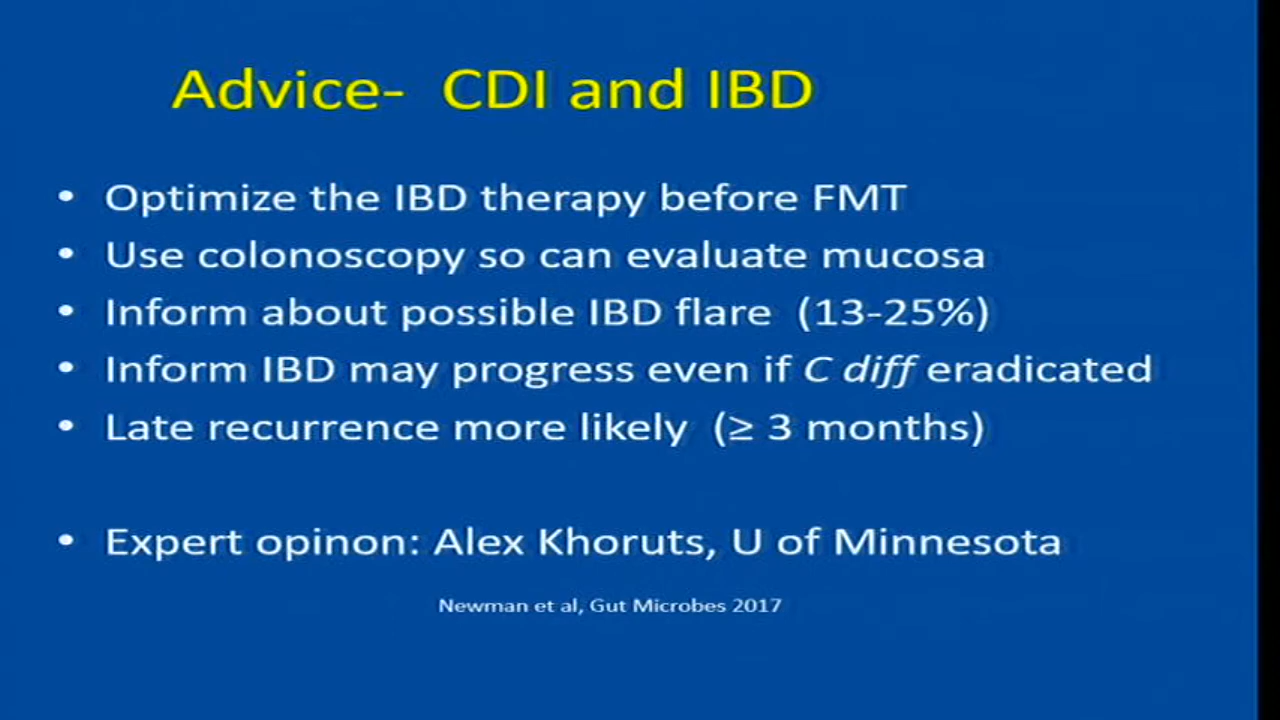 Advice- CDI and IBD
• Optimize the IBD therapy before FMT
• Use colonoscopy so can evaluate mucosa
• Inform about possible IBD flare (13-25%)
• Inform IBD may progress even if C diff eradicated
• Late recurrence more likely (≥ 3 months)
• Expert opinon: Alex Khoruts, U of Minnesota
Newman et al, Gut Microbes 2017